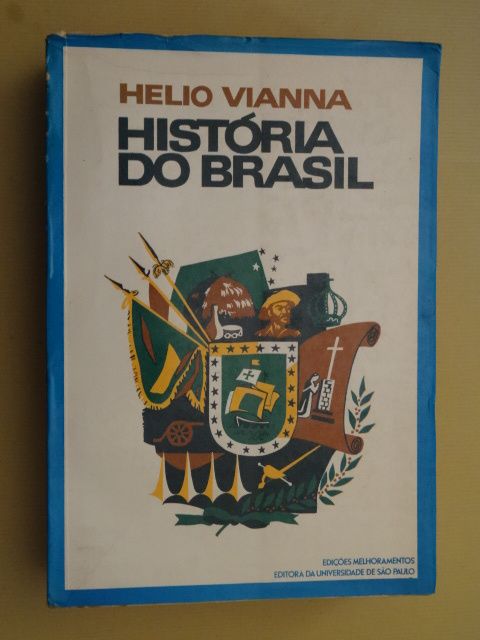 HELIO VIANNA
HISTÓRIA
DO BRASIL
EDIÇÕES MELHORAMENTOS
EDITORA DA UNIVERSIDADE DE SÃO PAULO